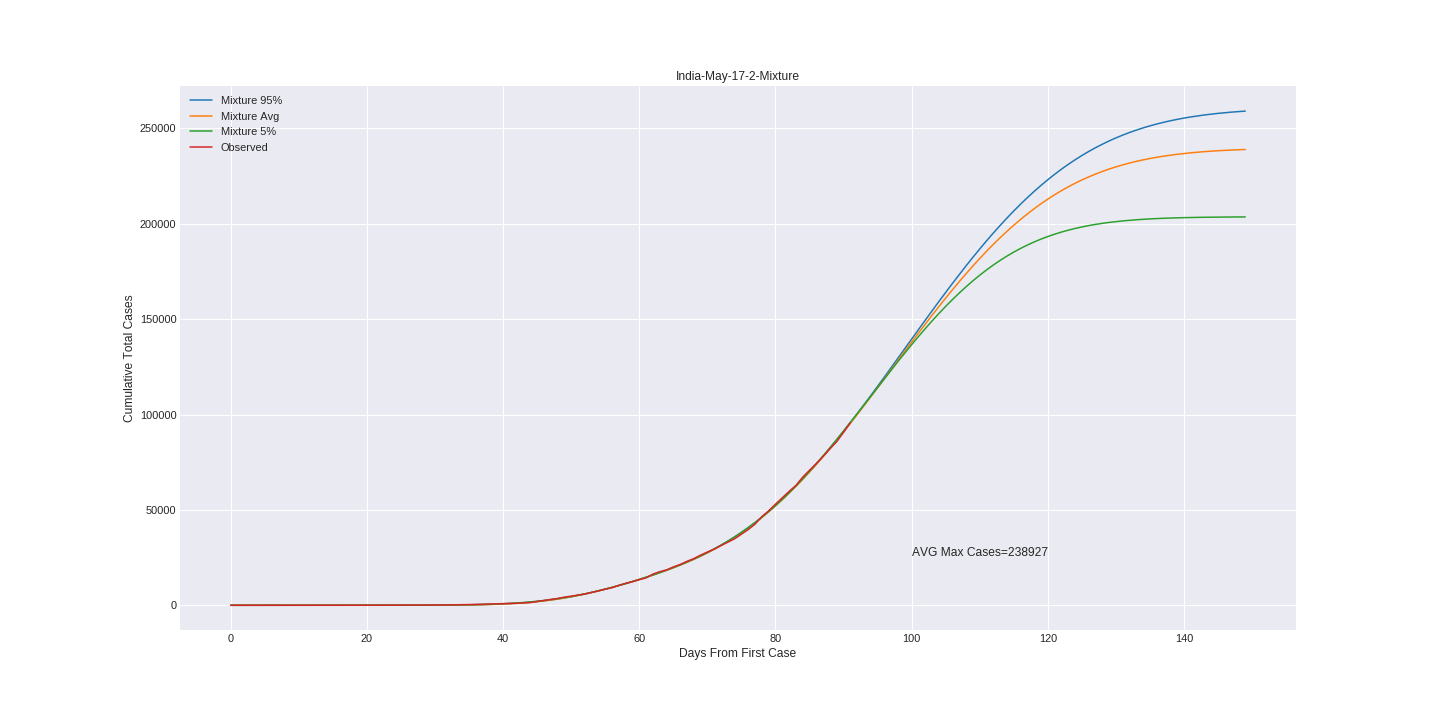 India-May-17-2-Mixture
Mixture 95%
Mixture Avg
Mixture 5%
Observed
250000
200000
150000
100000
50000
0
Cumulative Total Cases
AVG Max Cases=238927
0 20 40 60 80 100 120 140
Days From First Case